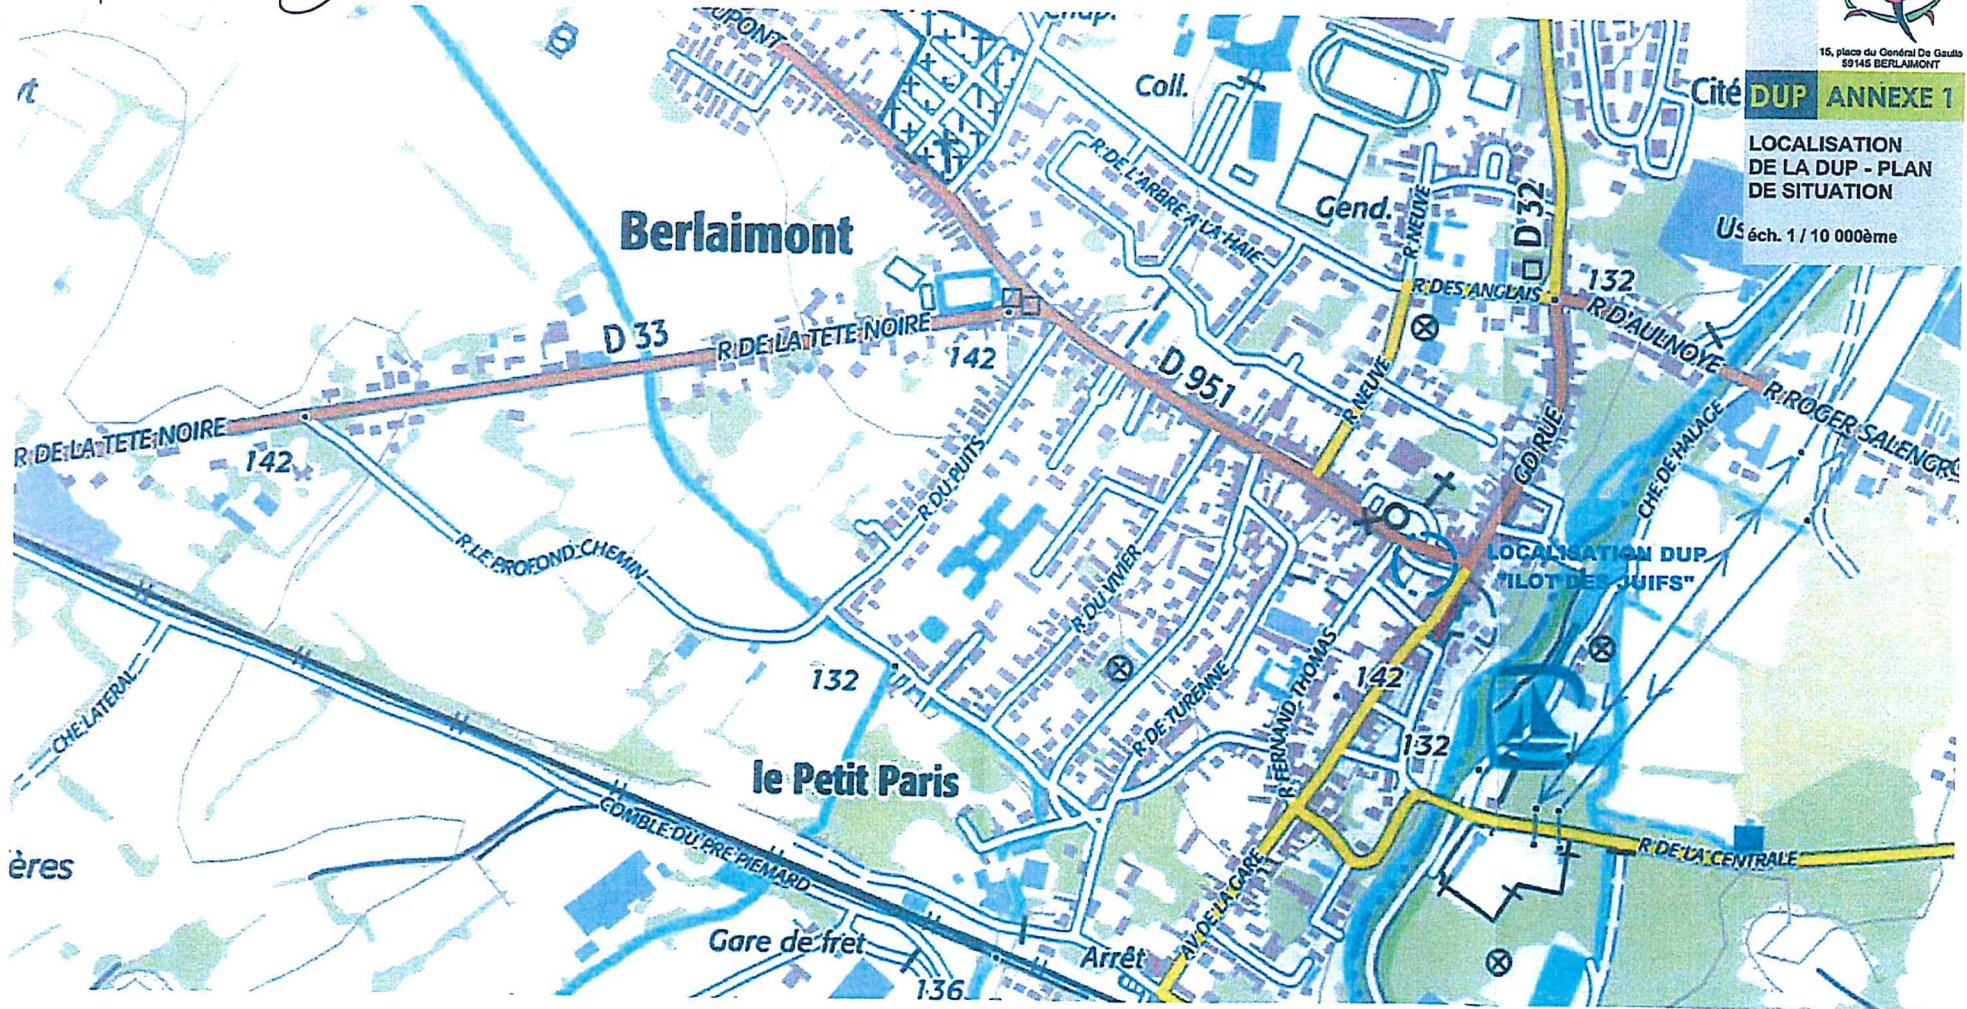 15, place du Général De Gaulle
59145 BERLAIMONT
DUP ANNEXE 1
LOCALISATION
DE LA DUP - PLAN
DE SITUATION
éch. 1 / 10 000ème
Cité
Coll.
Gend.
R DE L'ARBRE A LA HAIE
R NEUVE
D 32
Berlaimont
R DES ANGLAIS
132
R D'AULNOYE
R ROGER SALENGRO
D 33
R DE LA TETE NOIRE
142
D 951
R NEUVE
GD RUE
CHE DE HALAGE
R DE LA TETE NOIRE
142
R DU PUITS
R LE PROFOND CHEMIN
R DU VIVIER
LOCALISATION DUP
"ILOT DES JUIFS"
132
CHE LATERAL
R DE TURENNE
R FERNAND THOMAS
142
132
le Petit Paris
COMBLE DU PRE PIEMARD
R DE LA CENTRALE
ères
AV DE LA GARE
Gare de fret
Arrêt
136